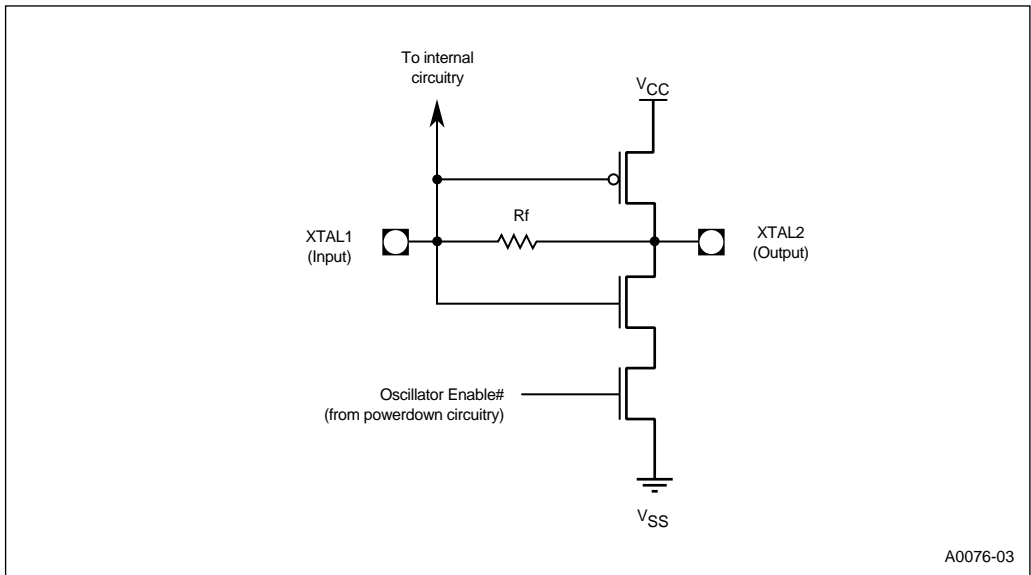 To internal
circuitry
VCC
Rf
XTAL1
(Input)
XTAL2
(Output)
Oscillator Enable#
(from powerdown circuitry)
VSS
A0076-03